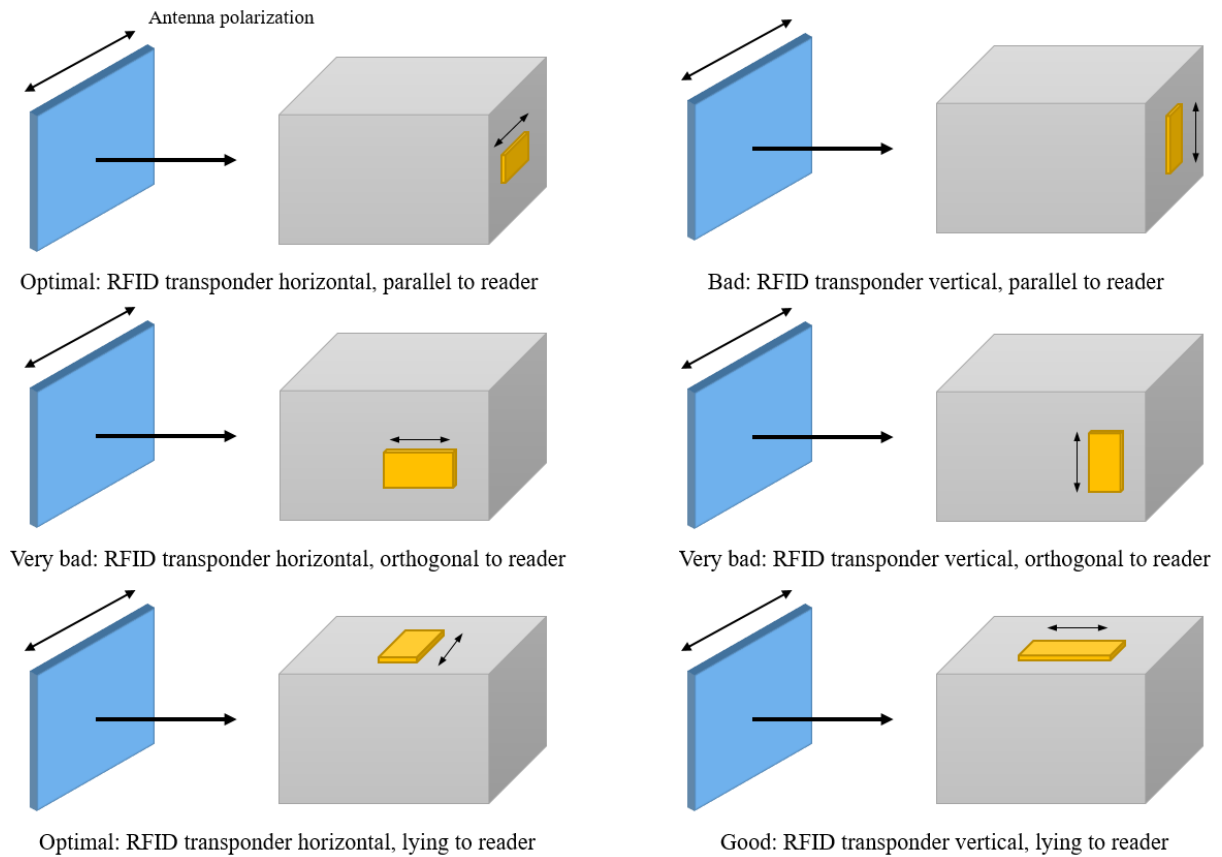 Antenna polarization
Optimal: RFID transponder horizontal, parallel to reader
Bad: RFID transponder vertical, parallel to reader
Very bad: RFID transponder horizontal, orthogonal to reader
Very bad: RFID transponder vertical, orthogonal to reader
Optimal: RFID transponder horizontal, lying to reader
Good: RFID transponder vertical, lying to reader